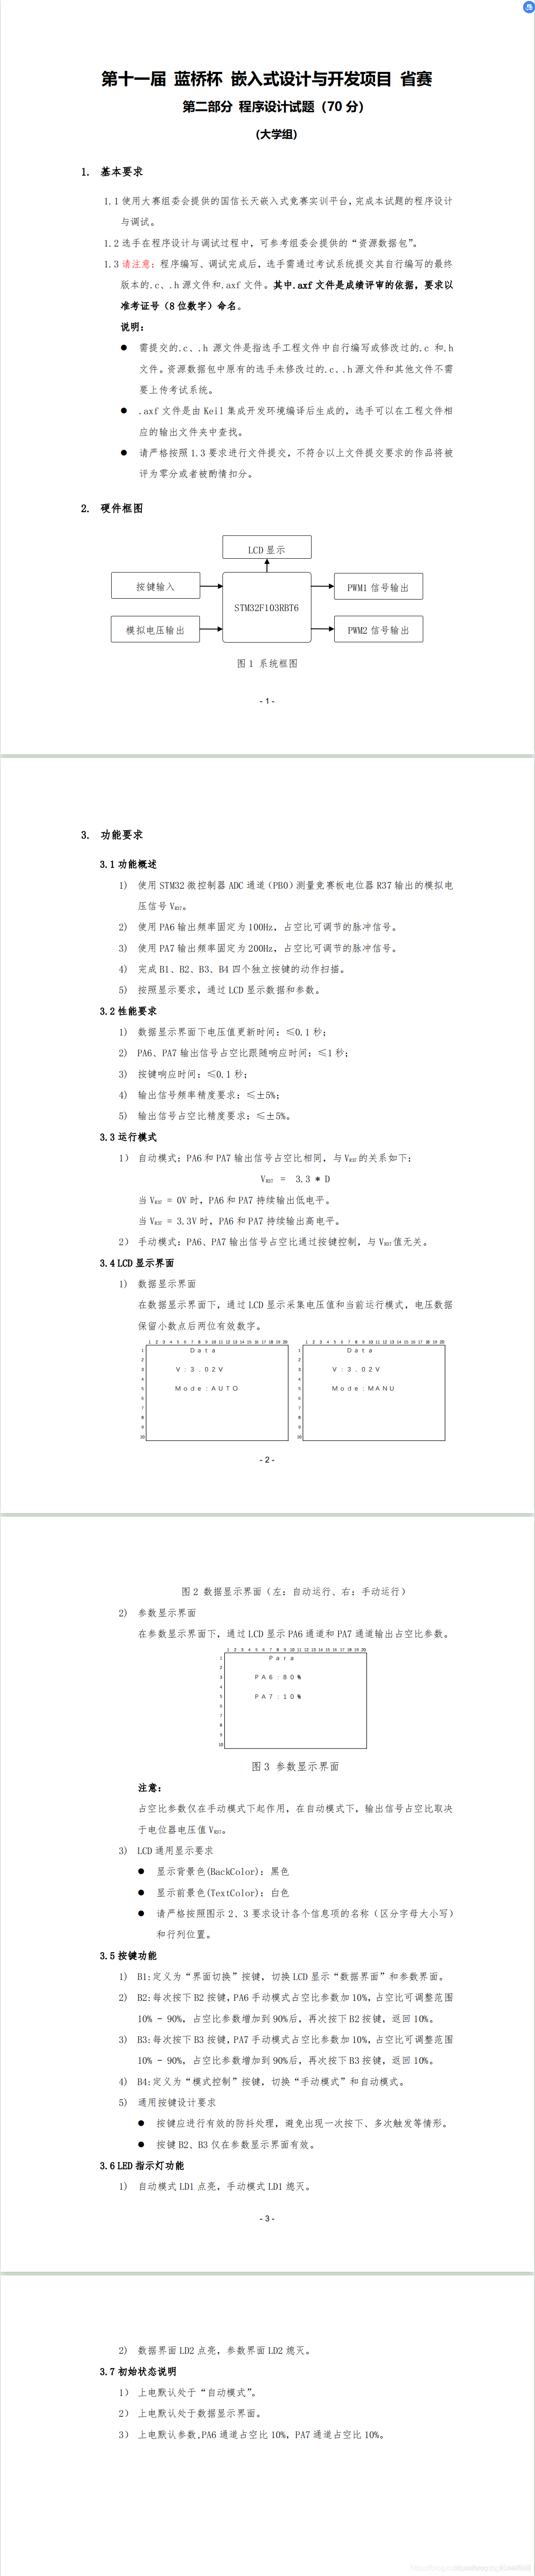 第十一届 蓝桥杯 嵌入式设计与开发项目 省赛
第二部分 程序设计试题（70 分）
(大学组)
1. 基本要求
1.1 使用大赛组委会提供的国信长天嵌入式竞赛实训平台,完成本试题的程序设计
与调试。
1.2 选手在程序设计与调试过程中，可参考组委会提供的“资源数据包”。
1.3 请注意：程序编写、调试完成后，选手需通过考试系统提交其自行编写的最终
版本的.c、.h 源文件和.axf 文件。其中.axf 文件是成绩评审的依据，要求以
准考证号（8 位数字）命名。
说明：
● 需提交的.c、.h 源文件是指选手工程文件中自行编写或修改过的.c 和.h
文件。资源数据包中原有的选手未修改过的.c、.h 源文件和其他文件不需
要上传考试系统。
● .axf 文件是由 Keil 集成开发环境编译后生成的，选手可以在工程文件相
应的输出文件夹中查找。
● 请严格按照 1.3 要求进行文件提交，不符合以上文件提交要求的作品将被
评为零分或者被酌情扣分。
2. 硬件框图
LCD 显示
按键输入
PWM1 信号输出
STM32F103RBT6
模拟电压输出
PWM2 信号输出
图 1 系统框图
- 1 -
3. 功能要求
3.1 功能概述
1) 使用 STM32 微控制器 ADC 通道（PB0）测量竞赛板电位器 R37 输出的模拟电
压信号 VR37。
2) 使用 PA6 输出频率固定为 100Hz，占空比可调节的脉冲信号。
3) 使用 PA7 输出频率固定为 200Hz，占空比可调节的脉冲信号。
4) 完成 B1、B2、B3、B4 四个独立按键的动作扫描。
5) 按照显示要求，通过 LCD 显示数据和参数。
3.2 性能要求
1) 数据显示界面下电压值更新时间：≤0.1 秒；
2) PA6、PA7 输出信号占空比跟随响应时间：≤1 秒；
3) 按键响应时间：≤0.1 秒；
4) 输出信号频率精度要求：≤±5%；
5) 输出信号占空比精度要求：≤±5%。
3.3 运行模式
1) 自动模式：PA6 和 PA7 输出信号占空比相同，与 VR37 的关系如下：
VR37 = 3.3 * D
当 VR37 = 0V 时，PA6 和 PA7 持续输出低电平。
当 VR37 = 3.3V 时，PA6 和 PA7 持续输出高电平。
2) 手动模式：PA6、PA7 输出信号占空比通过按键控制，与 VR37 值无关。
3.4 LCD 显示界面
1) 数据显示界面
在数据显示界面下，通过 LCD 显示采集电压值和当前运行模式，电压数据
保留小数点后两位有效数字。
1 2 3 4 5 6 7 8 9 10 11 12 13 14 15 16 17 18 19 20
1 Data
2
3 V:3.02V
4
5 Mode:AUTO
6
7
8
9
10
1 2 3 4 5 6 7 8 9 10 11 12 13 14 15 16 17 18 19 20
1 Data
2
3 V:3.02V
4
5 Mode:MANU
6
7
8
9
10
- 2 -
图 2 数据显示界面（左：自动运行、右：手动运行）
2) 参数显示界面
在参数显示界面下，通过 LCD 显示 PA6 通道和 PA7 通道输出占空比参数。
1 2 3 4 5 6 7 8 9 10 11 12 13 14 15 16 17 18 19 20
1 Para
2
3 PA6:80%
4
5 PA7:10%
6
7
8
9
10
图 3 参数显示界面
注意：
占空比参数仅在手动模式下起作用，在自动模式下，输出信号占空比取决
于电位器电压值 VR37。
3) LCD 通用显示要求
● 显示背景色(BackColor)：黑色
● 显示前景色(TextColor)：白色
● 请严格按照图示 2、3 要求设计各个信息项的名称（区分字母大小写）
和行列位置。
3.5 按键功能
1) B1:定义为“界面切换”按键，切换 LCD 显示“数据界面”和参数界面。
2) B2:每次按下 B2 按键，PA6 手动模式占空比参数加 10%，占空比可调整范围
10% - 90%，占空比参数增加到 90%后，再次按下 B2 按键，返回 10%。
3) B3:每次按下 B3 按键，PA7 手动模式占空比参数加 10%，占空比可调整范围
10% - 90%，占空比参数增加到 90%后，再次按下 B3 按键，返回 10%。
4) B4:定义为“模式控制”按键，切换“手动模式”和自动模式。
5) 通用按键设计要求
● 按键应进行有效的防抖处理，避免出现一次按下、多次触发等情形。
● 按键 B2、B3 仅在参数显示界面有效。
3.6 LED 指示灯功能
1) 自动模式 LD1 点亮，手动模式 LD1 熄灭。
- 3 -
2) 数据界面 LD2 点亮，参数界面 LD2 熄灭。
3.7 初始状态说明
1) 上电默认处于“自动模式”。
2) 上电默认处于数据显示界面。
3) 上电默认参数,PA6 通道占空比 10%，PA7 通道占空比 10%。